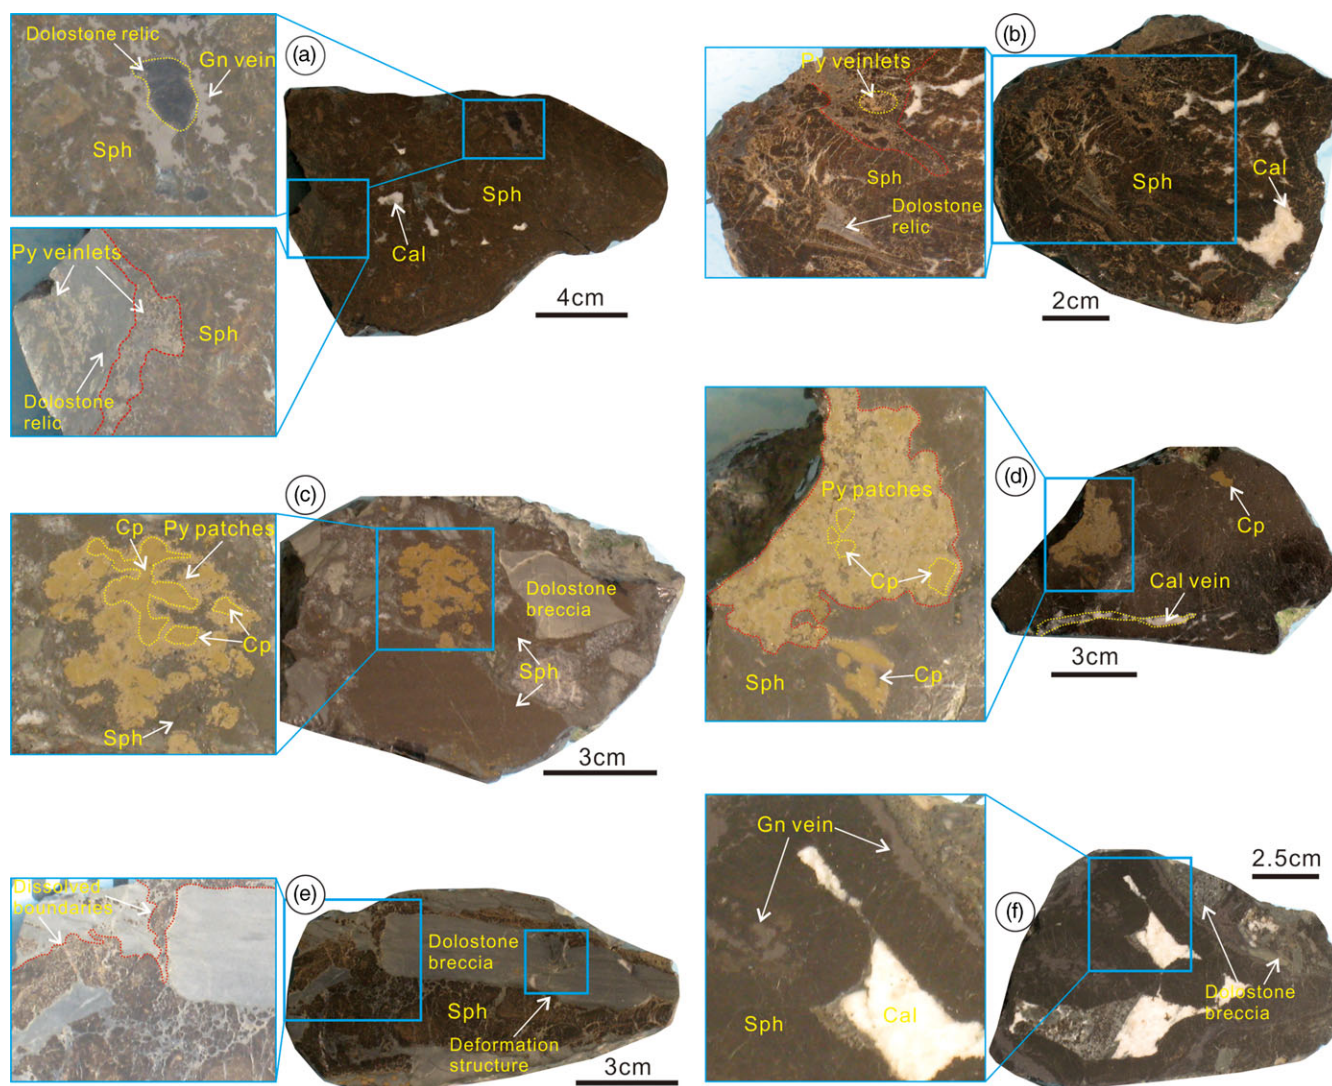 Dolostone relic
Gn vein
Sph
(a)
Py veinlets
Sph
Dolostone
relic
Sph
Cal
4cm
(b)
Py veinlets
Sph
Dolostone
relic
Sph
Cal
2cm
(c)
Cp
Py patches
Cp
Sph
Dolostone
breccia
Sph
3cm
(d)
Py patches
Cp
Sph
Cp
Cp
Cal vein
3cm
(e)
Dissolved
boundaries
Dolostone
breccia
Sph
Deformation
structure
3cm
(f)
Gn vein
Sph
Cal
2.5cm
Dolostone
breccia